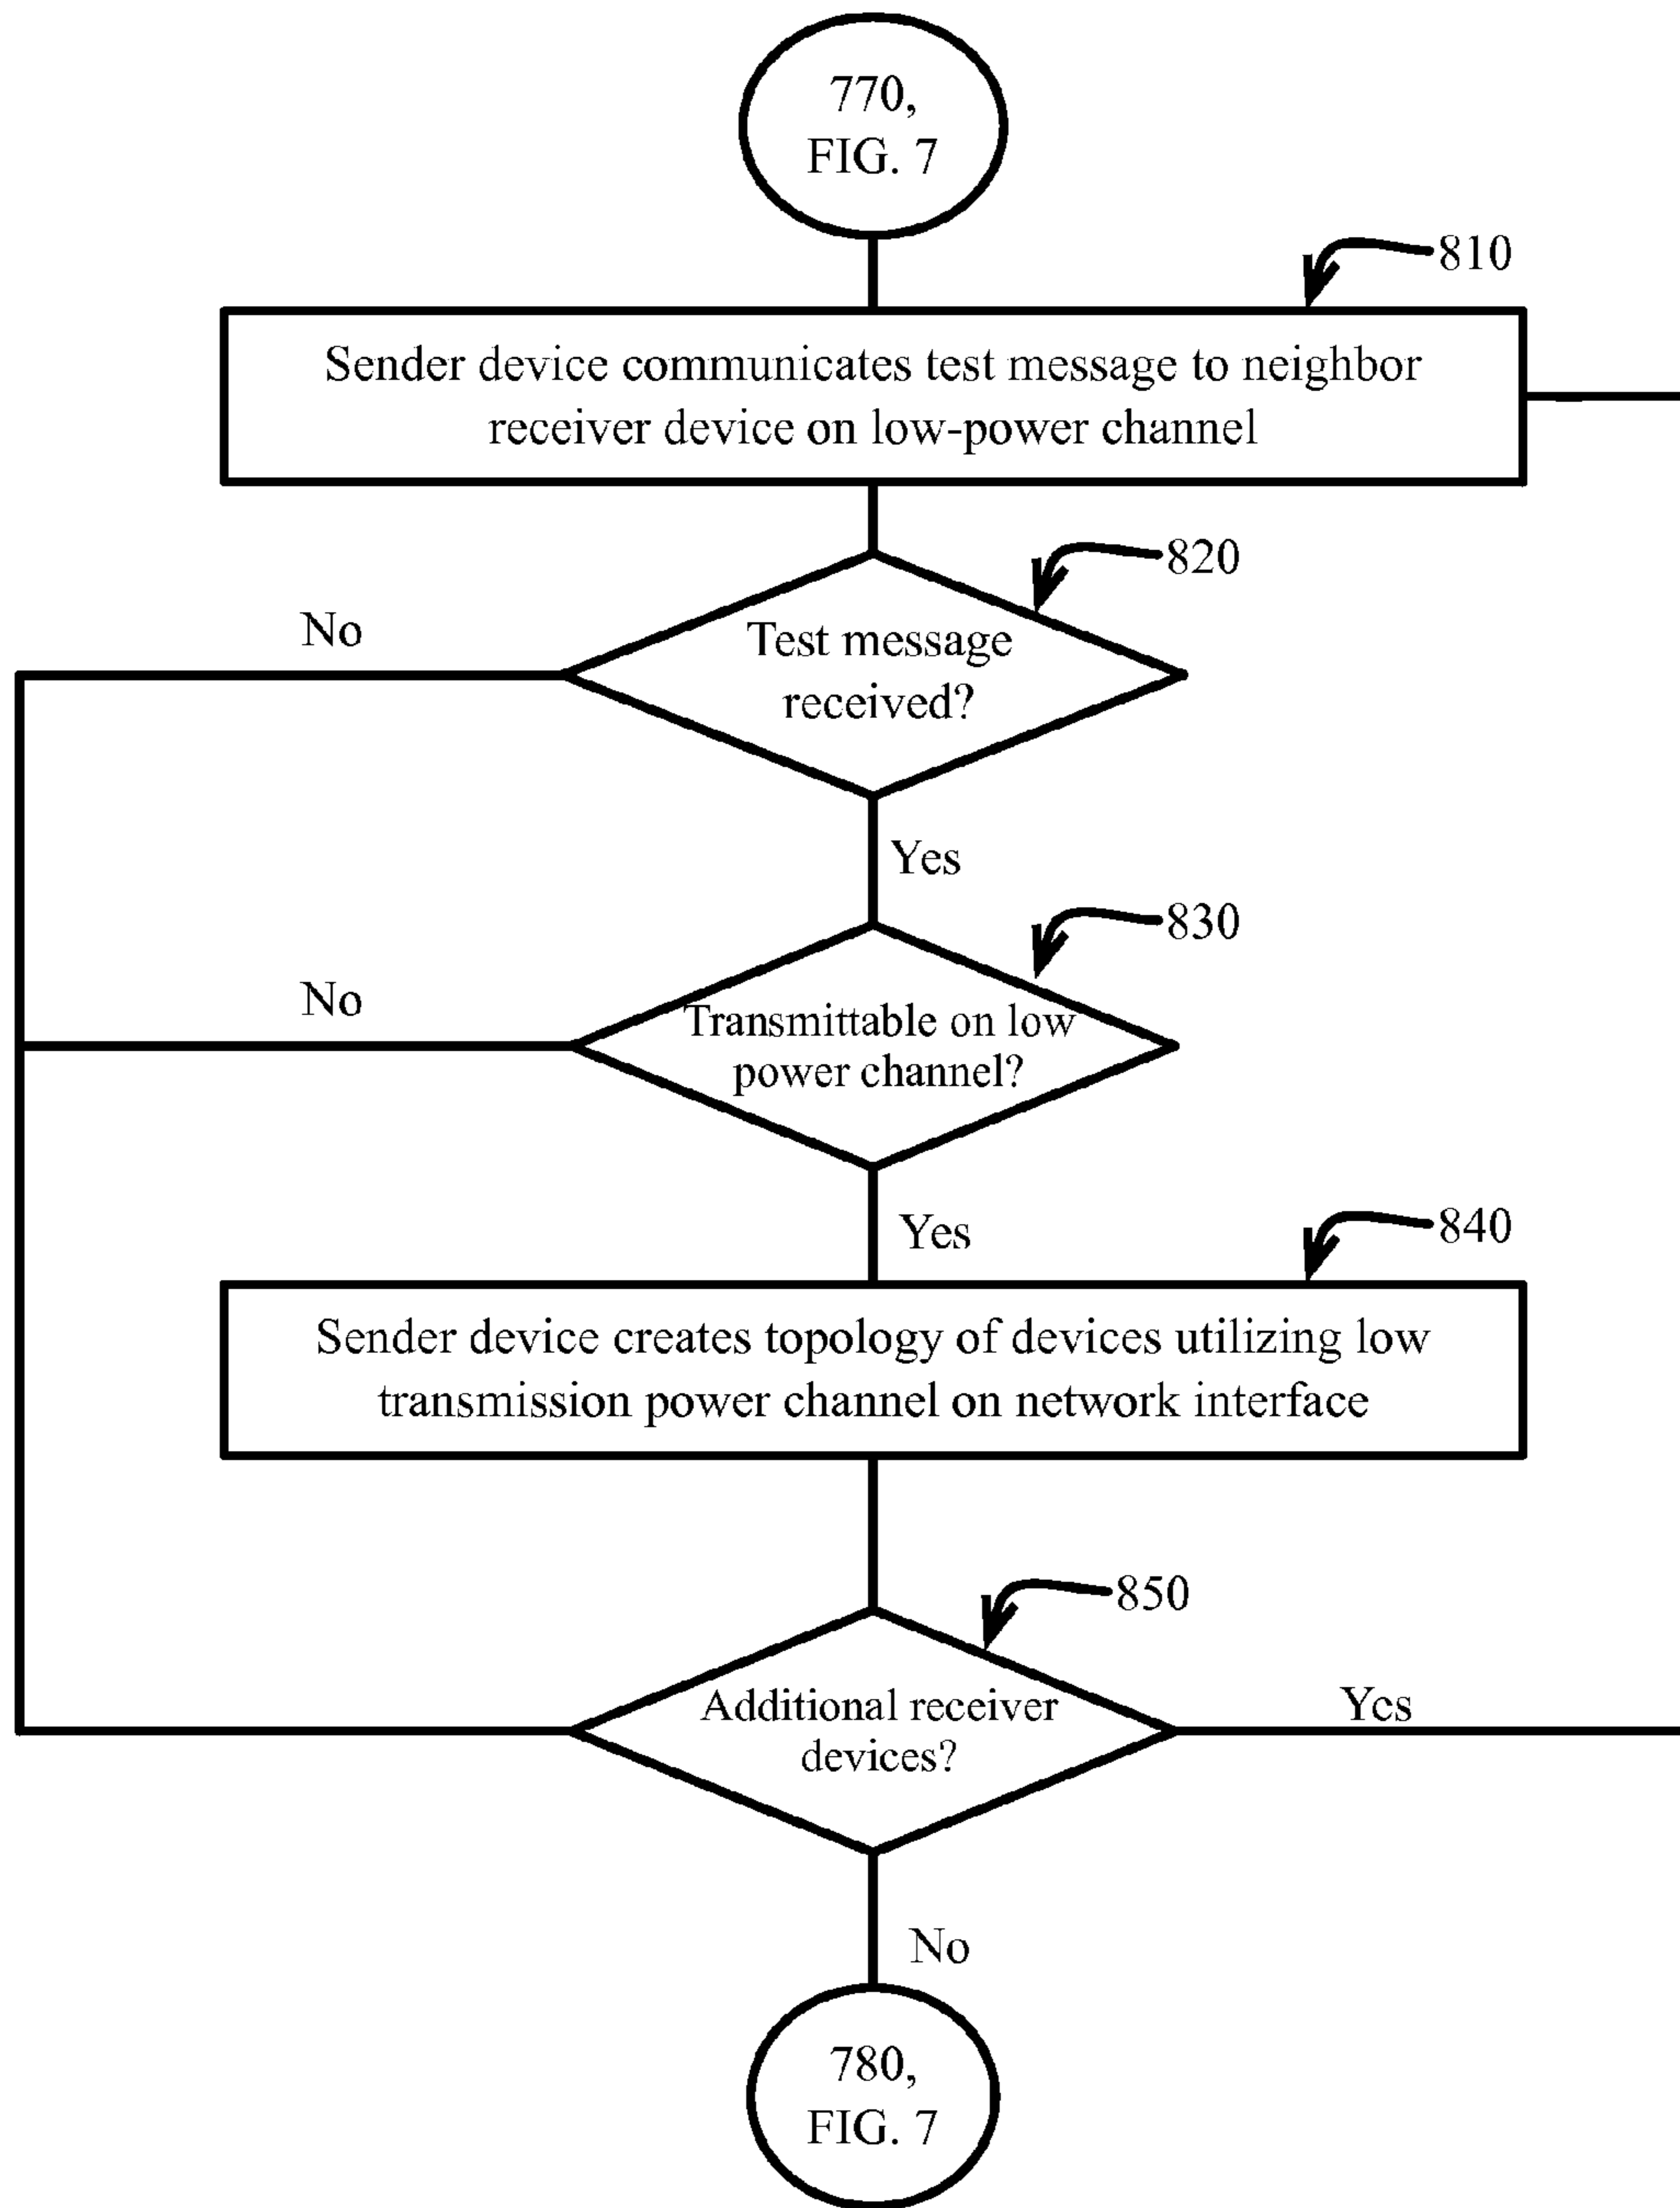 770,
FIG. 7
810
Sender device communicates test message to neighbor
receiver device on low-power channel
820
No
Test message
received?
Yes
830
No
Transmittable on low
power channel?
Yes
840
Sender device creates topology of devices utilizing low
transmission power channel on network interface
850
Additional receiver
devices?
Yes
No
780,
FIG. 7